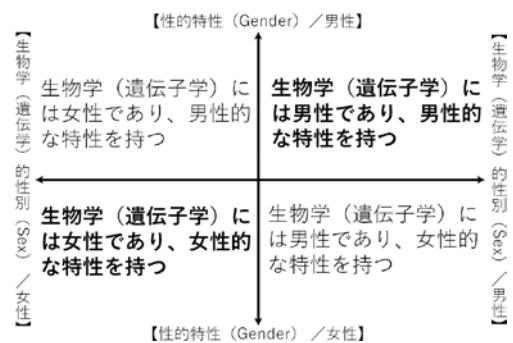 【性的特性（Gender）／男性】
【生物学（遺伝学）的性別（Sex）／女性】
生物学（遺伝子学）に
は女性であり、男性的
な特性を持つ
生物学（遺伝子学）に
は男性であり、男性的
な特性を持つ
【生物学（遺伝学）的性別（Sex）／男性】
生物学（遺伝子学）に
は女性であり、女性的
な特性を持つ
生物学（遺伝子学）に
は男性であり、女性的
な特性を持つ
【性的特性（Gender）／女性】